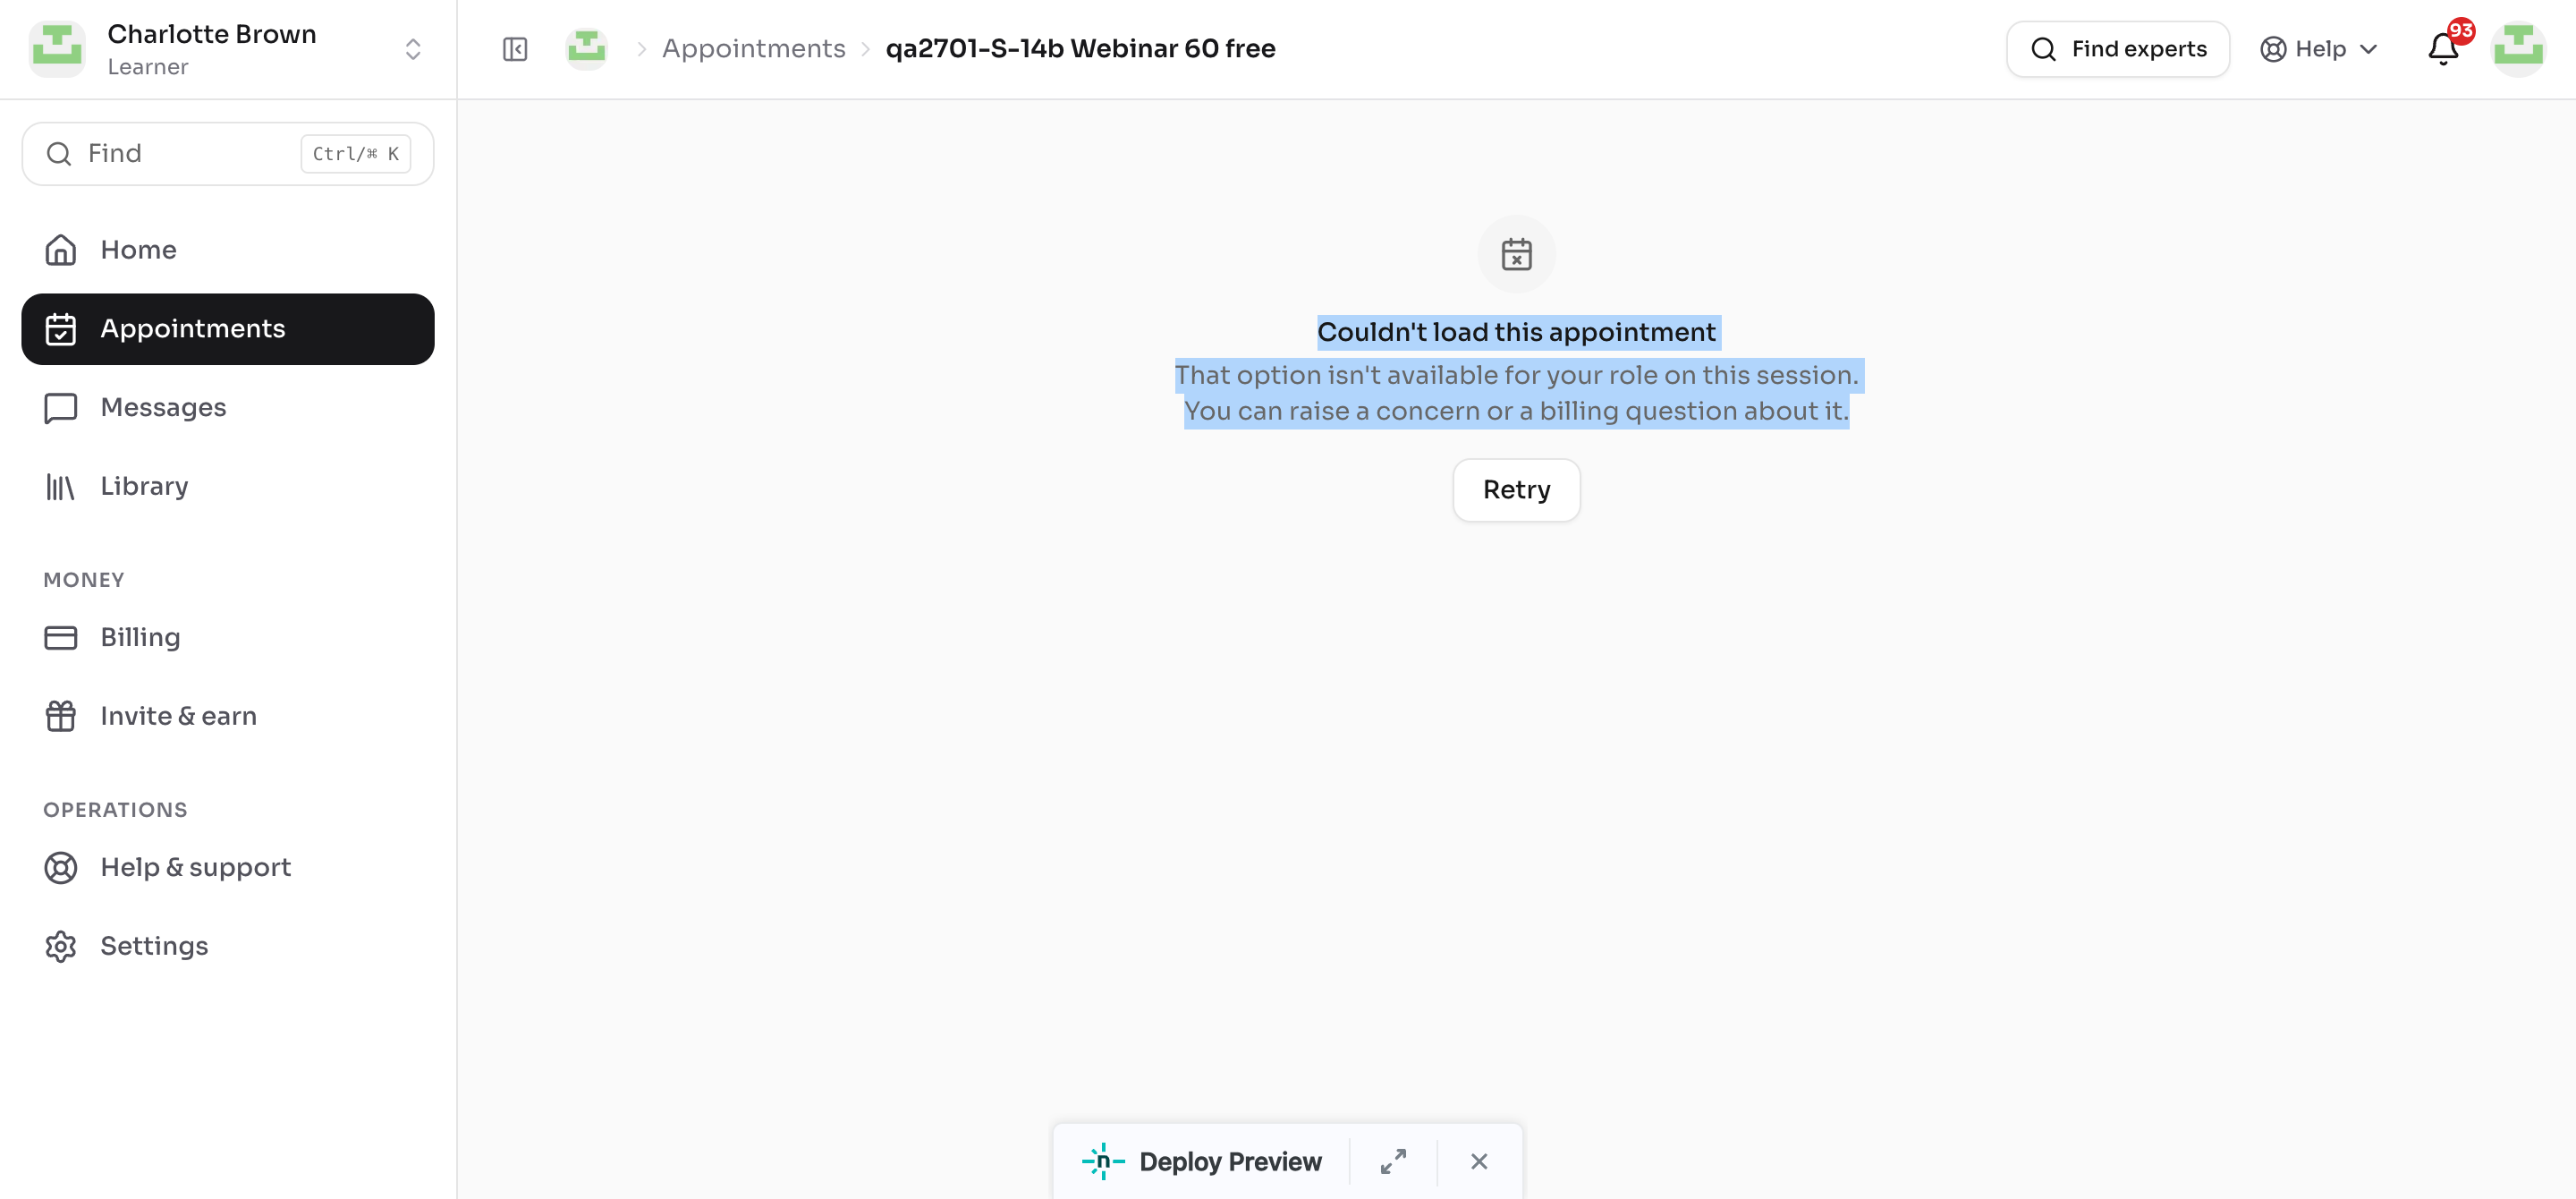 Charlotte Brown
Learner
Appointments
qa2701-S-14b Webinar 60 free
Find experts
Help
93
Find
Ctrl/⌘ K
Home
Appointments
Messages
Library
MONEY
Billing
Invite & earn
OPERATIONS
Help & support
Settings
Couldn't load this appointment
That option isn't available for your role on this session.
You can raise a concern or a billing question about it.
Retry
n
Deploy Preview